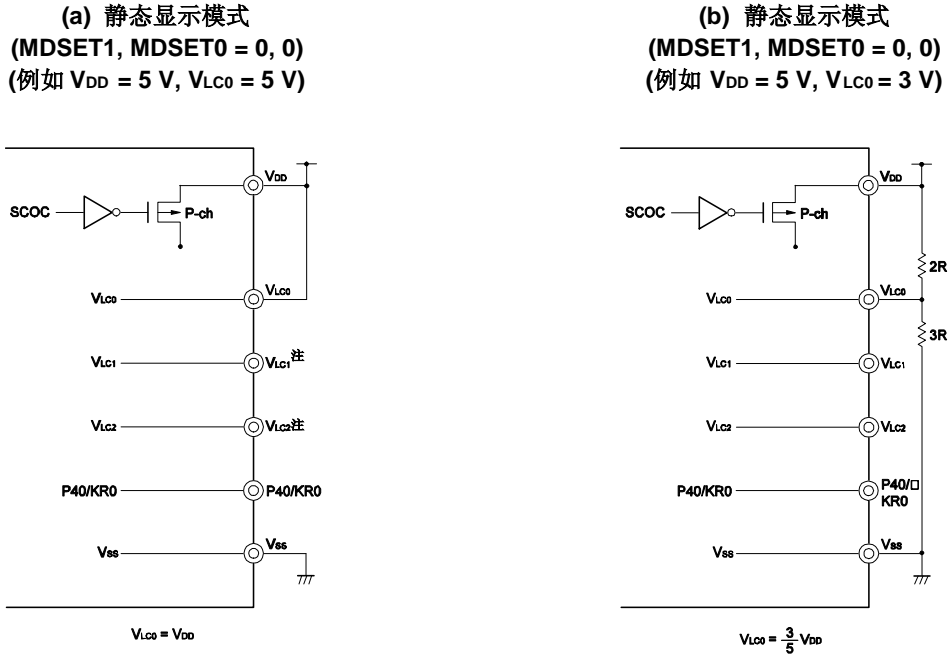 (a) 静态显示模式
(MDSET1, MDSET0 = 0, 0)
(例如 VDD = 5 V, VLC0 = 5 V)
VDD
SCOC
P-ch
VLC0
VLC0
VLC1
VLC1注
VLC2
VLC2注
P40/KR0
P40/KR0
VSS
VSS
VLC0 = VDD
(b) 静态显示模式
(MDSET1, MDSET0 = 0, 0)
(例如 VDD = 5 V, VLC0 = 3 V)
VDD
SCOC
P-ch
2R
VLC0
VLC0
3R
VLC1
VLC1
VLC2
VLC2
P40/KR0
P40/□
KR0
VSS
VSS
VLC0 = 3/5 VDD